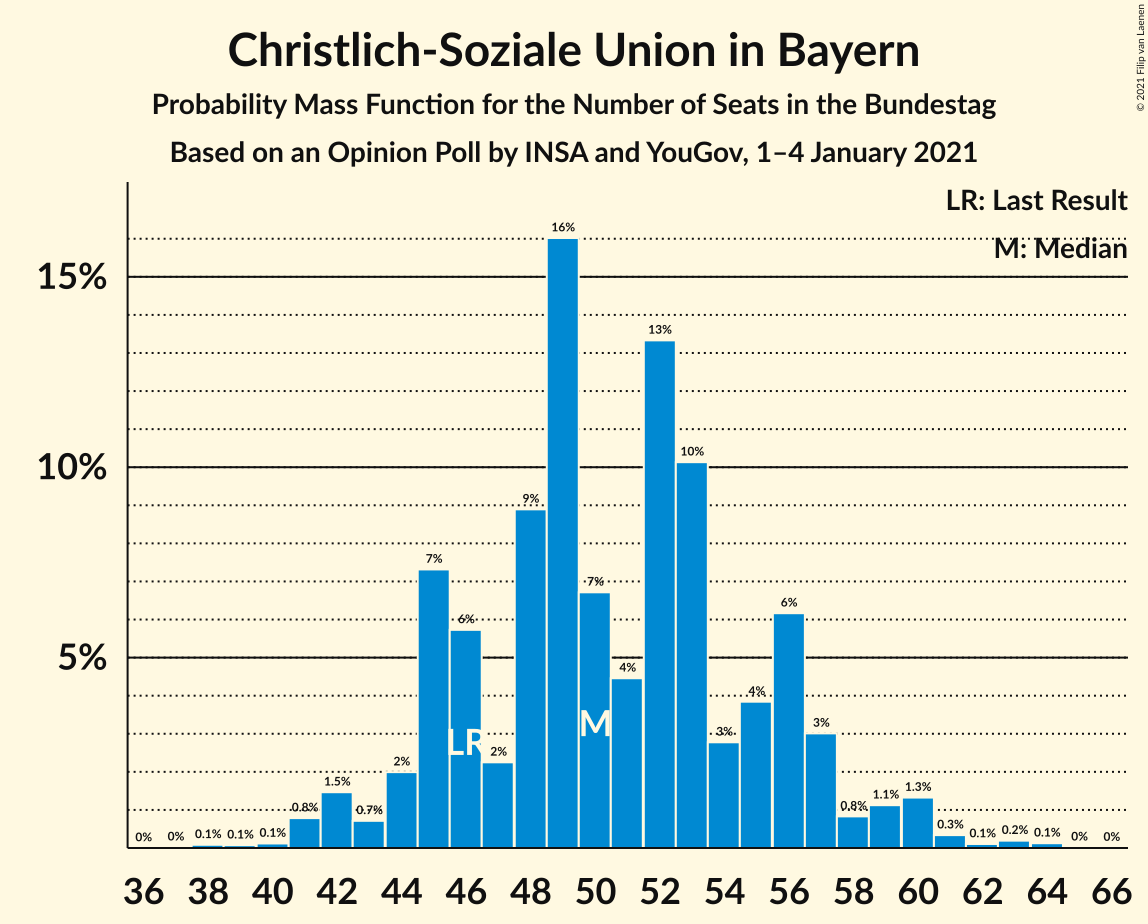 Christlich-Soziale Union in Bayern
Probability Mass Function for the Number of Seats in the Bundestag
Based on an Opinion Poll by INSA and YouGov, 1–4 January 2021
© 2021 Filip van Laenen
LR: Last Result
M: Median
15%
10%
5%
0% 0% 0.1% 0.1% 0.1% 0.8% 1.5% 0.7% 2% 7% 6% 2% 9% 16% 7% 4% 13% 10% 3% 4% 6% 3% 0.8% 1.1% 1.3% 0.3% 0.1% 0.2% 0.1% 0% 0%
LR M
36 38 40 42 44 46 48 50 52 54 56 58 60 62 64 66